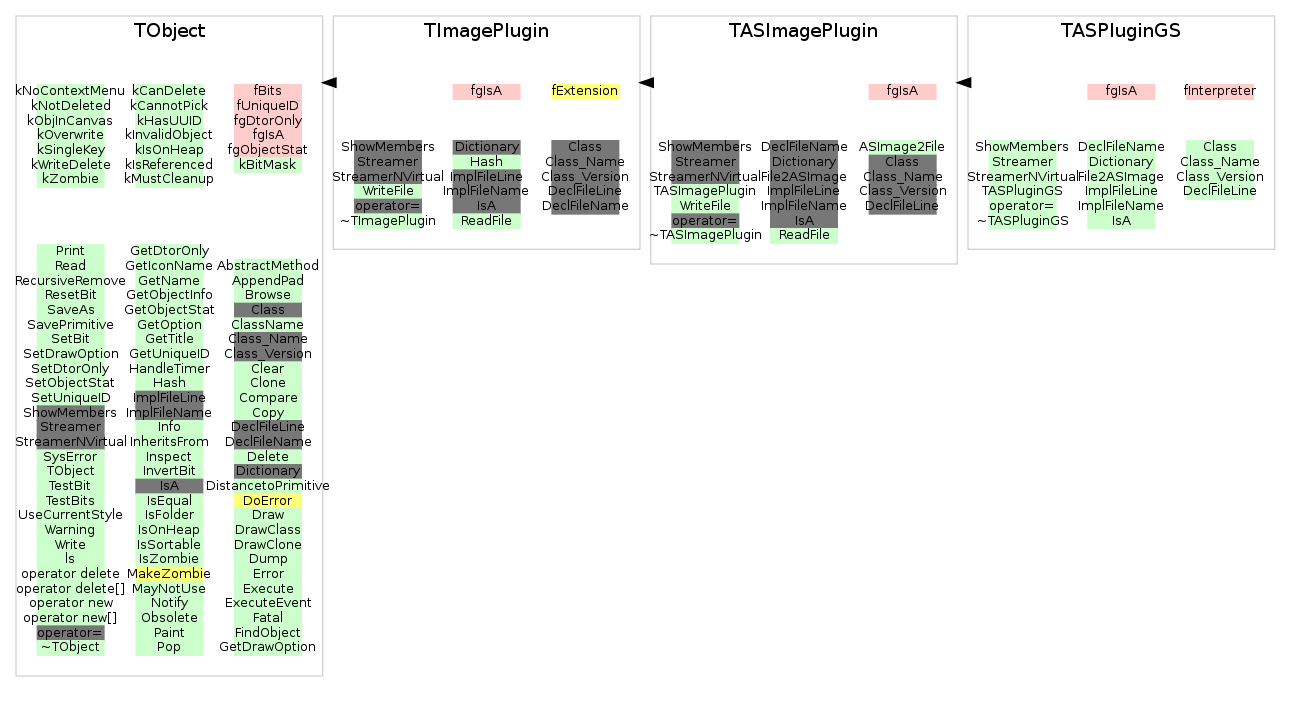 TObject
kNoContextMenu kCanDelete fBits
kNotDeleted kCannotPick fUniqueID
kObjInCanvas kHasUUID fgDtorOnly
kOverwrite kInvalidObject fgIsA
kSingleKey kIsOnHeap fgObjectStat
kWriteDelete kIsReferenced kBitMask
kZombie kMustCleanup
Print GetDtorOnly
Read GetIconName AbstractMethod
RecursiveRemove GetName AppendPad
ResetBit GetObjectInfo Browse
SaveAs GetObjectStat Class
SavePrimitive GetOption ClassName
SetBit GetTitle Class_Name
SetDrawOption GetUniqueID Class_Version
SetDtorOnly HandleTimer Clear
SetObjectStat Hash Clone
SetUniqueID ImplFileLine Compare
ShowMembers ImplFileName Copy
Streamer Info DeclFileLine
StreamerNVirtual InheritsFrom DeclFileName
SysError Inspect Delete
TObject InvertBit Dictionary
TestBit IsA DistancetoPrimitive
TestBits IsEqual DoError
UseCurrentStyle IsFolder Draw
Warning IsOnHeap DrawClass
Write IsSortable DrawClone
ls IsZombie Dump
operator delete MakeZombie Error
operator delete[] MayNotUse Execute
operator new Notify ExecuteEvent
operator new[] Obsolete Fatal
operator= Paint FindObject
~TObject Pop GetDrawOption
TImagePlugin
fgIsA fExtension
ShowMembers Dictionary Class
Streamer Hash Class_Name
StreamerNVirtual ImplFileLine Class_Version
WriteFile ImplFileName DeclFileLine
operator= IsA DeclFileName
~TImagePlugin ReadFile
TASImagePlugin
fgIsA
ShowMembers DeclFileName ASImage2File
Streamer Dictionary Class
StreamerNVirtual File2ASImage Class_Name
TASImagePlugin ImplFileLine Class_Version
WriteFile ImplFileName DeclFileLine
operator= IsA
~TASImagePlugin ReadFile
TASPluginGS
fgIsA fInterpreter
ShowMembers DeclFileName Class
Streamer Dictionary Class_Name
StreamerNVirtual File2ASImage Class_Version
TASPluginGS ImplFileLine DeclFileLine
operator= ImplFileName
~TASPluginGS IsA